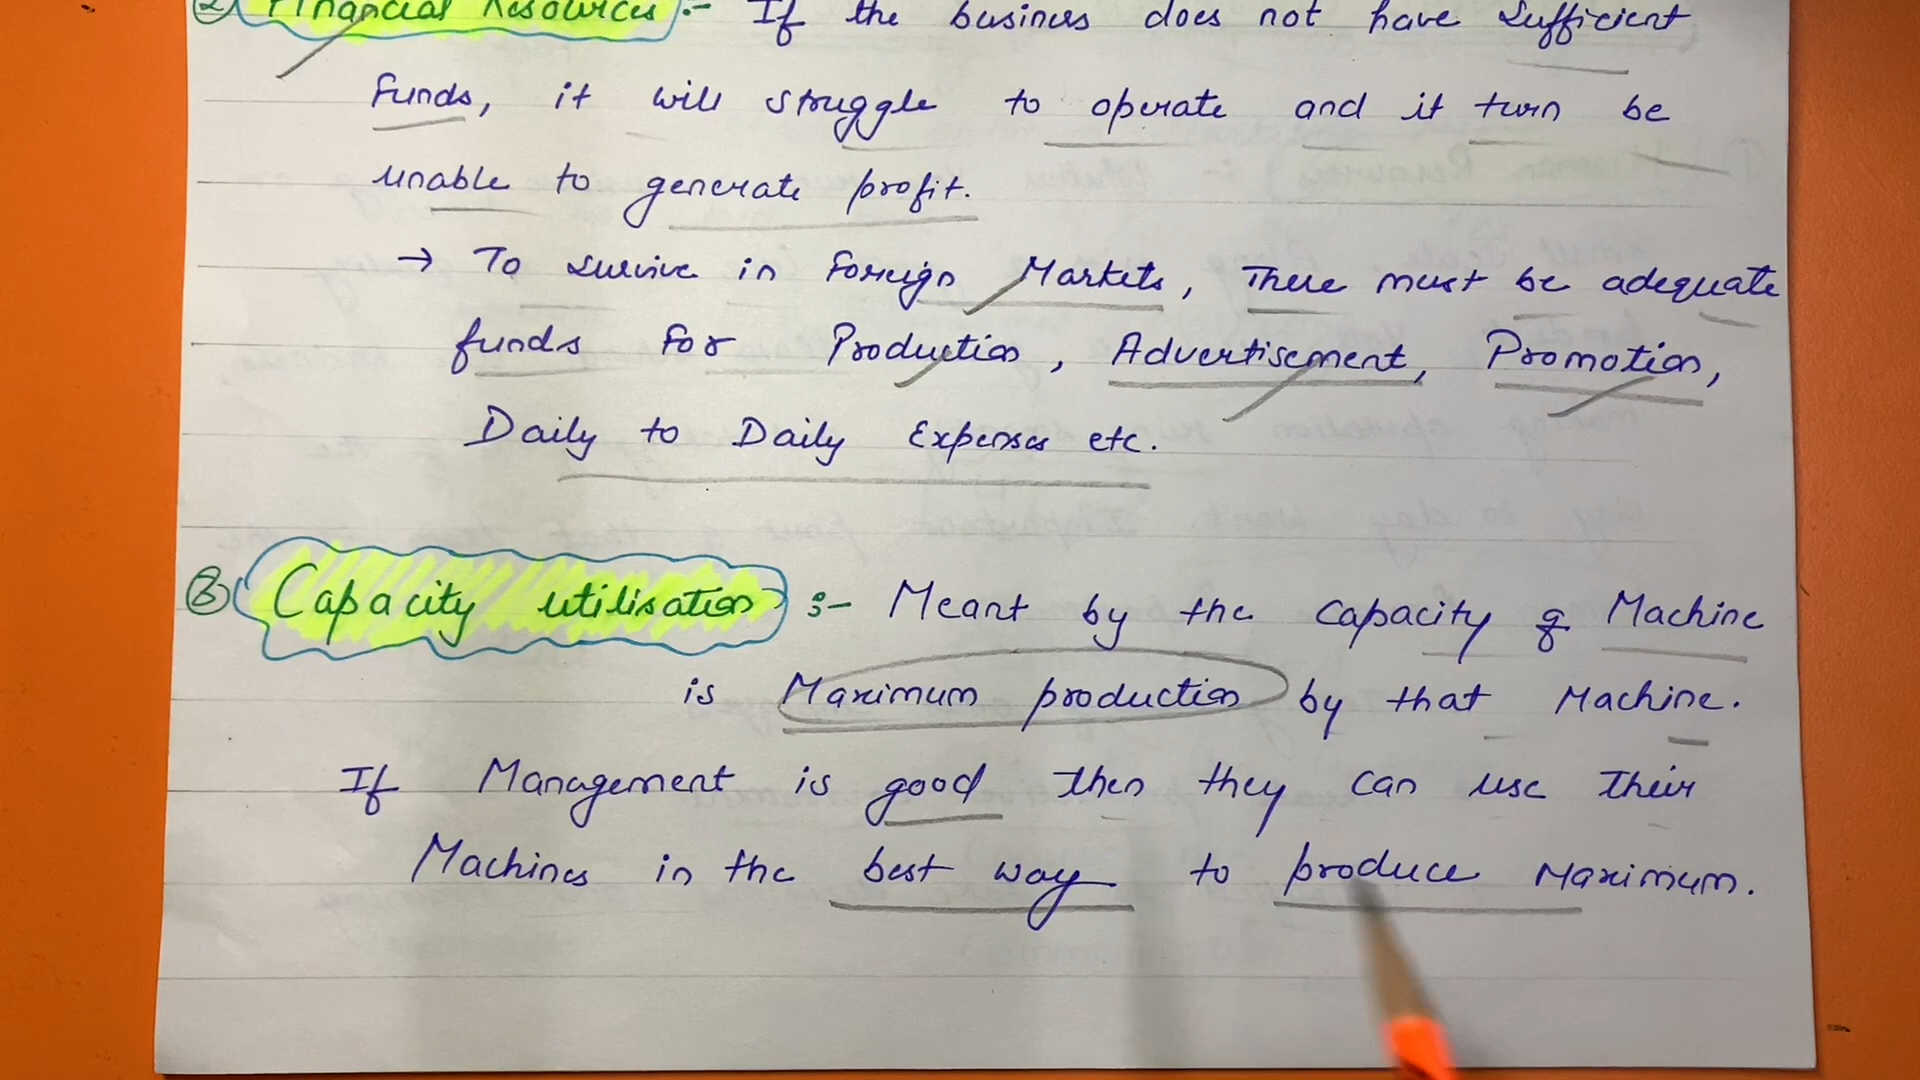 ② Financial Resources :- If the business does not have sufficient
funds, it will struggle to operate and it turn be
unable to generate profit.
→ To survive in Foreign Markets, There must be adequate
funds for Production, Advertisement, Promotion,
Daily to Daily Expenses etc.
③ Capacity utilisation :- Meant by the capacity of Machine
is Maximum production by that Machine.
If Management is good then they can use their
Machines in the best way to produce Maximum.